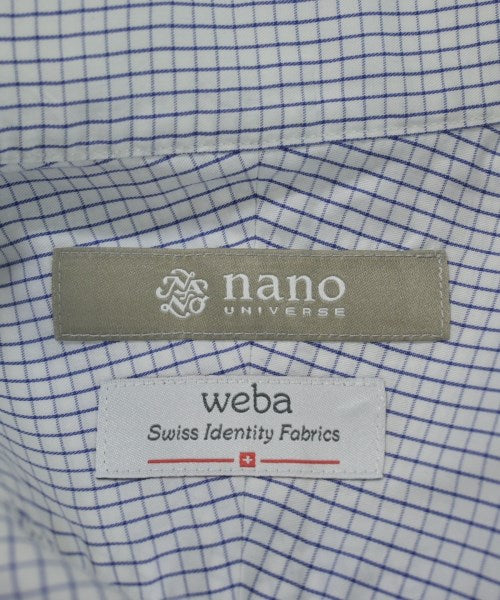 nano
UNIVERSE
weba
Swiss Identity Fabrics